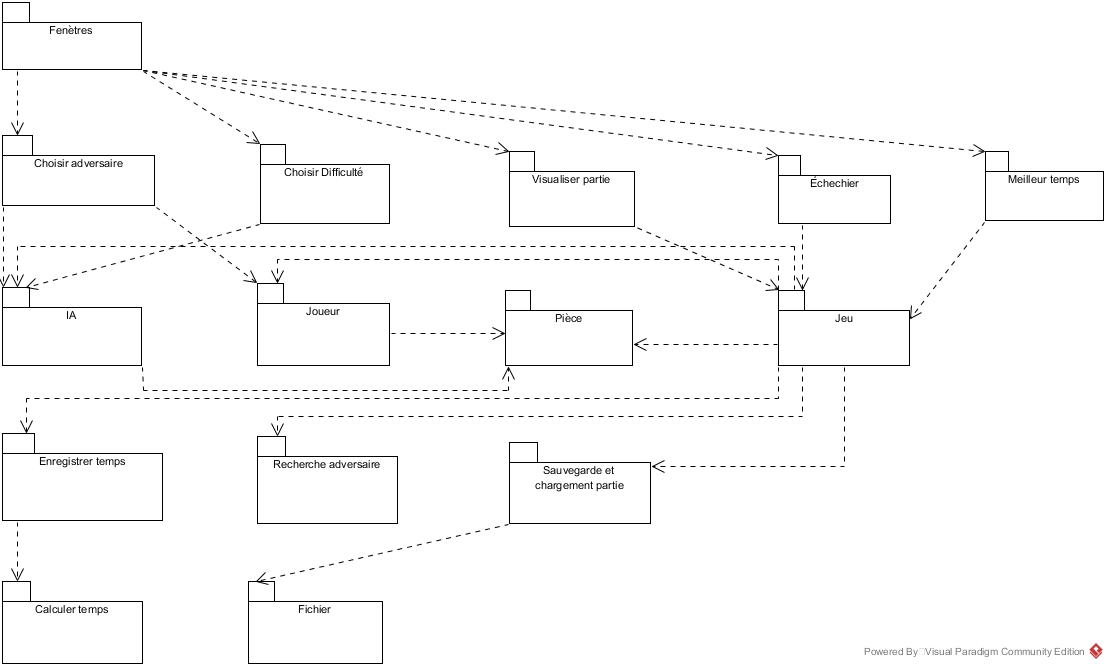 Fenètres
Choisir adversaire
Choisir Difficulté
Visualiser partie
Échechier
Meilleur temps
IA
Joueur
Pièce
Jeu
Enregistrer temps
Recherche adversaire
Sauvegarde et
chargement partie
Calculer temps
Fichier
Powered By Visual Paradigm Community Edition